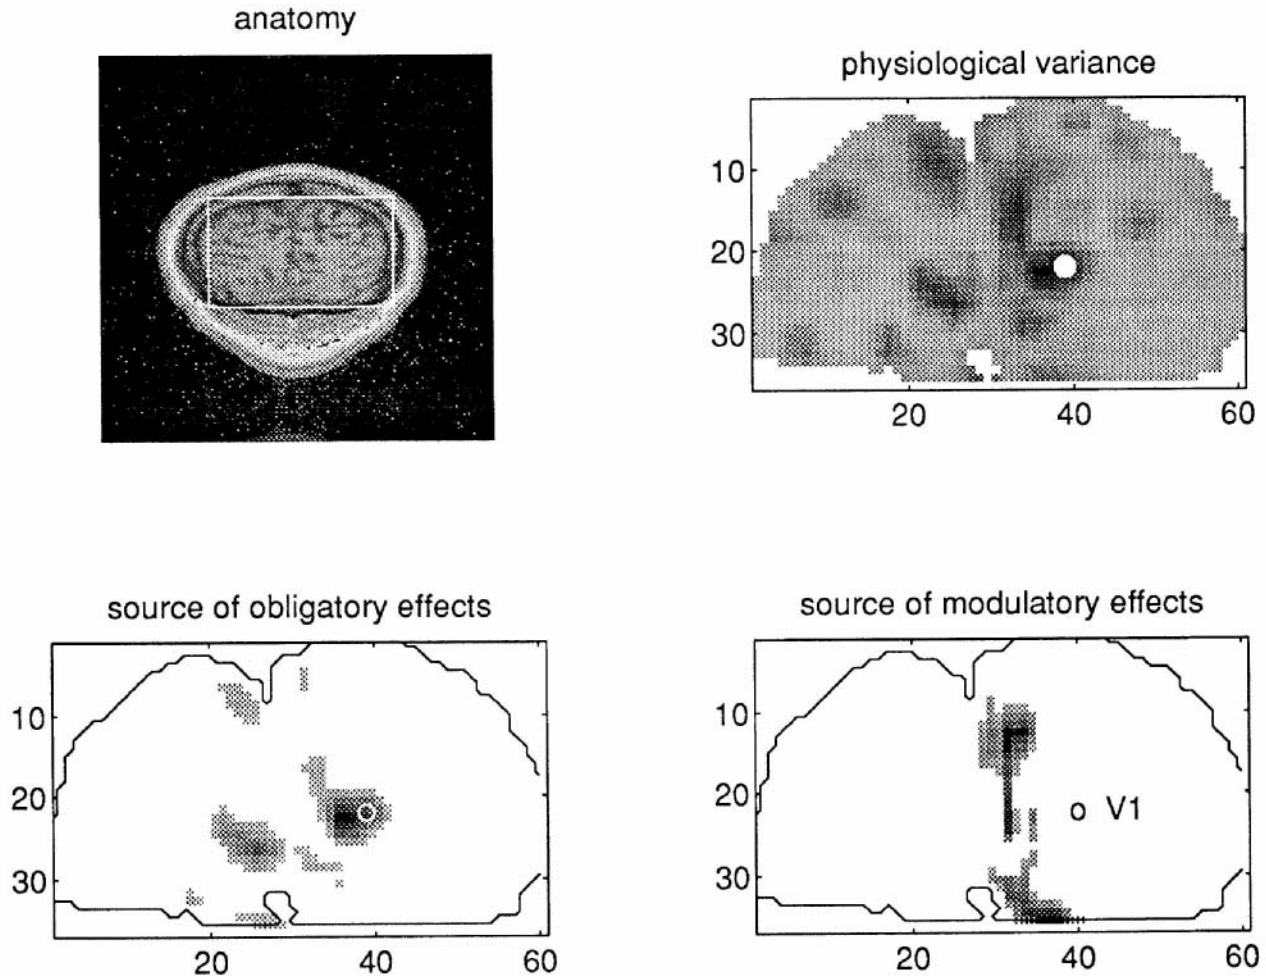 anatomy
physiological variance
10
20
30
20 40 60
source of obligatory effects
10
20
30
20 40 60
source of modulatory effects
10
20
30
V1
20 40 60